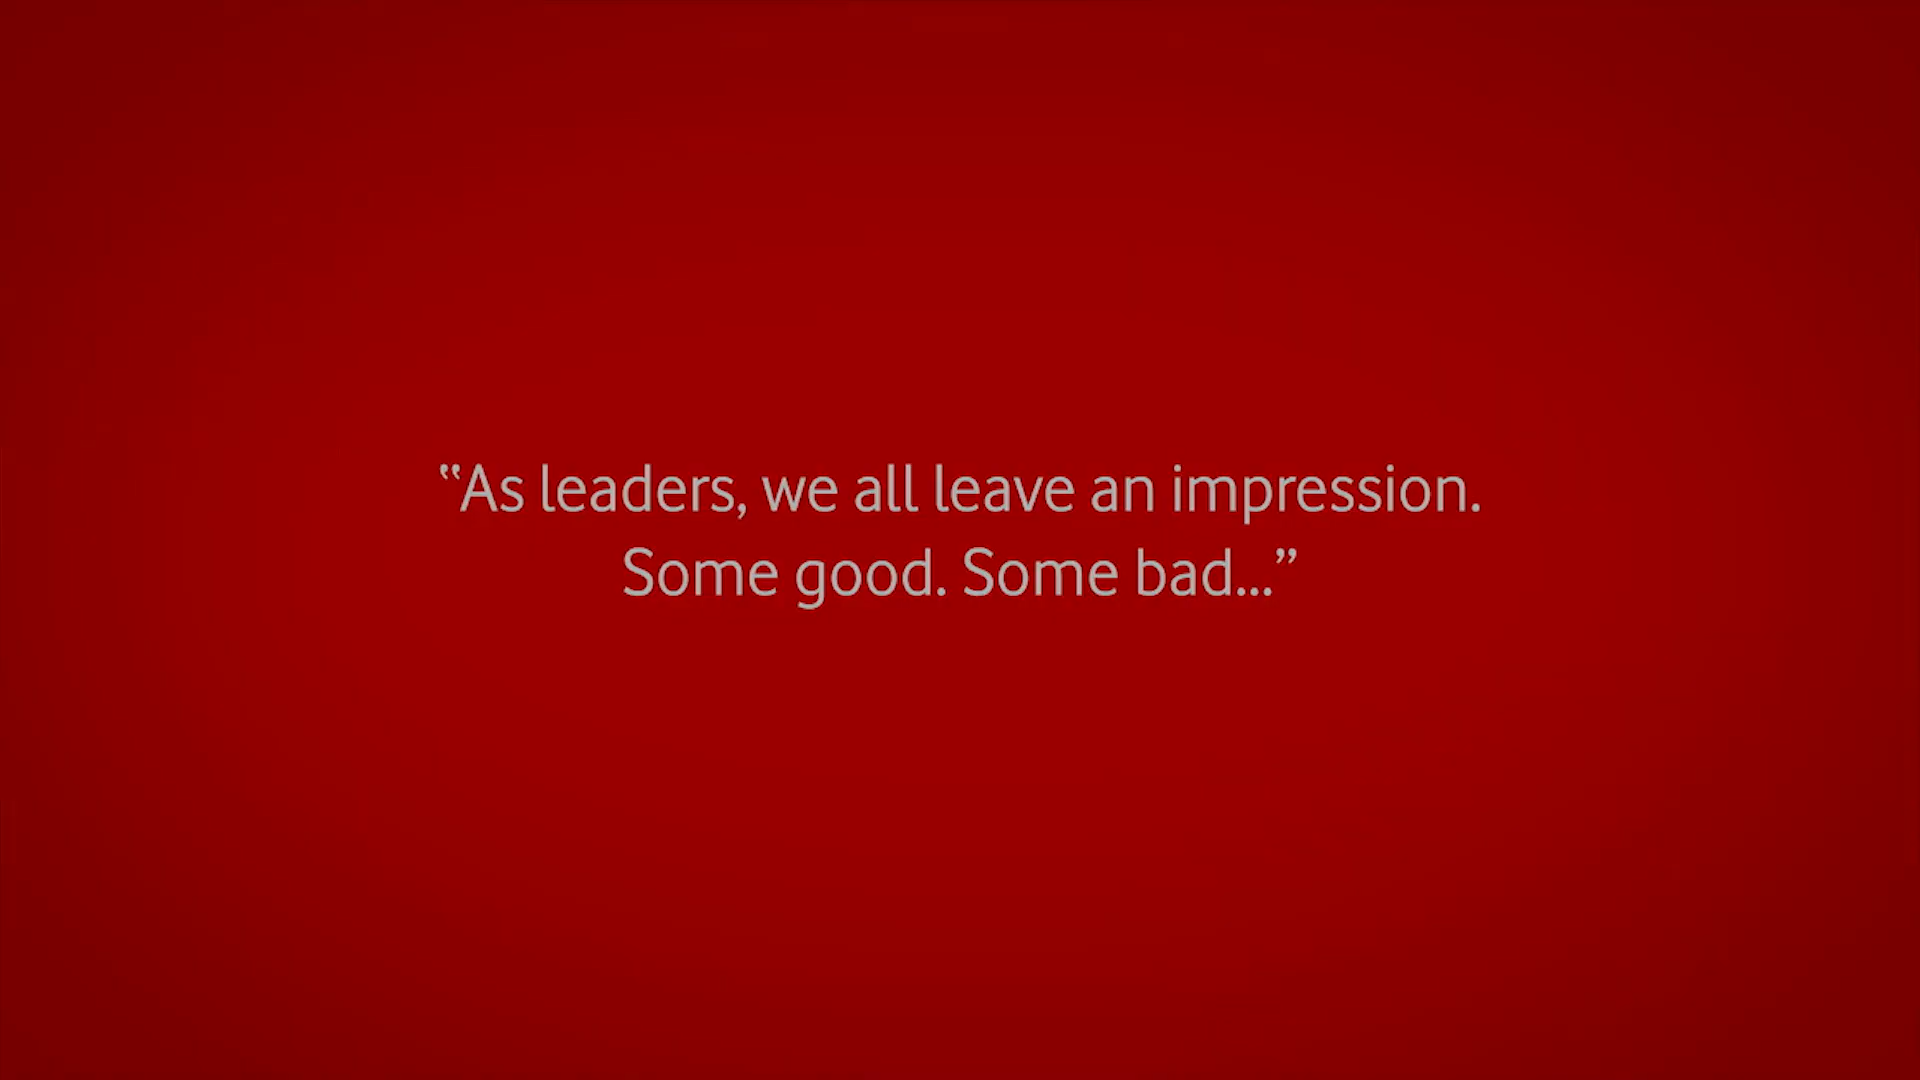 “As leaders, we all leave an impression.
Some good. Some bad...”